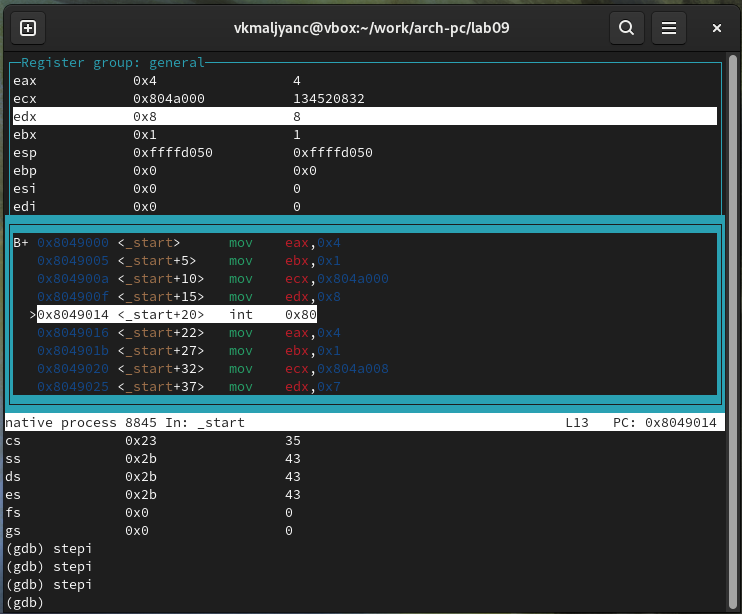 vkmaljyanc@vbox:~/work/arch-pc/lab09
Register group: general
eax 0x4 4
ecx 0x804a000 134520832
edx 0x8 8
ebx 0x1 1
esp 0xffffd050 0xffffd050
ebp 0x0 0x0
esi 0x0 0
edi 0x0 0
B+ 0x8049000 <_start> mov eax,0x4
0x8049005 <_start+5> mov ebx,0x1
0x804900a <_start+10> mov ecx,0x804a000
0x804900f <_start+15> mov edx,0x8
>0x8049014 <_start+20> int 0x80
0x8049016 <_start+22> mov eax,0x4
0x804901b <_start+27> mov ebx,0x1
0x8049020 <_start+32> mov ecx,0x804a008
0x8049025 <_start+37> mov edx,0x7
native process 8845 In: _start L13 PC: 0x8049014
cs 0x23 35
ss 0x2b 43
ds 0x2b 43
es 0x2b 43
fs 0x0 0
gs 0x0 0
(gdb) stepi
(gdb) stepi
(gdb) stepi
(gdb)